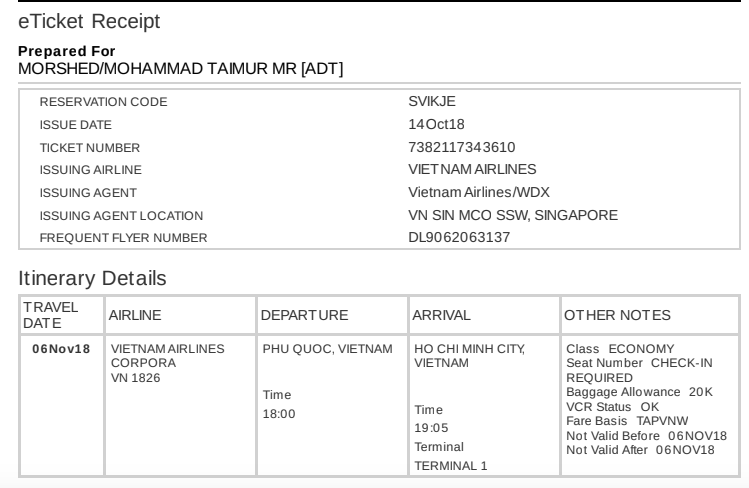 eTicket Receipt
Prepared For
MORSHED/MOHAMMAD TAIMUR MR [ADT]
RESERVATION CODE SVIKJE
ISSUE DATE 14Oct18
TICKET NUMBER 7382117343610
ISSUING AIRLINE VIETNAM AIRLINES
ISSUING AGENT Vietnam Airlines/WDX
ISSUING AGENT LOCATION VN SIN MCO SSW, SINGAPORE
FREQUENT FLYER NUMBER DL9062063137
Itinerary Details
TRAVEL
DATE
AIRLINE
DEPARTURE
ARRIVAL
OTHER NOTES
06Nov18
VIETNAM AIRLINES
CORPORA
VN 1826
PHU QUOC, VIETNAM
Time
18:00
HO CHI MINH CITY,
VIETNAM
Time
19:05
Terminal
TERMINAL 1
Class ECONOMY
Seat Number CHECK-IN
REQUIRED
Baggage Allowance 20K
VCR Status OK
Fare Basis TAPVNW
Not Valid Before 06NOV18
Not Valid After 06NOV18